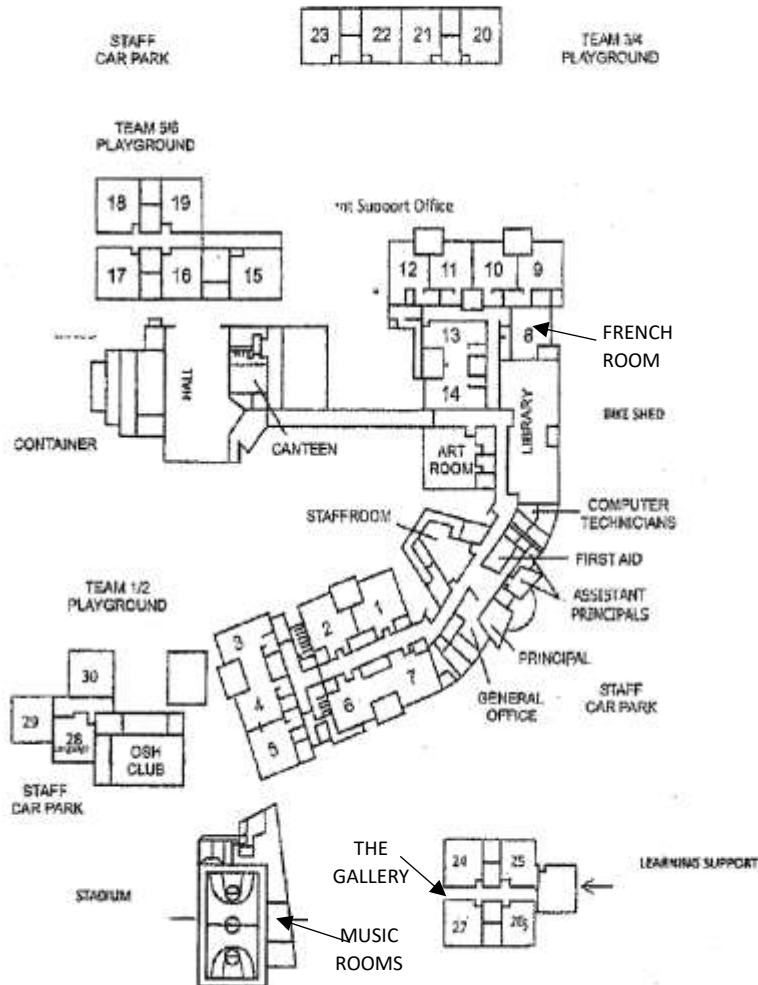 STAFF
CAR PARK
23 22 21 20
TEAM 3/4
PLAYGROUND
TEAM 5/6
PLAYGROUND
18 19
nt Support Office
17 16 15
12 11 10 9
13
8
FRENCH
ROOM
HALL
14
LIBRARY
BIKE SHED
CONTAINER
CANTEEN
ART
ROOM
STAFFROOM
COMPUTER
TECHNICIANS
FIRST AID
TEAM 1/2
PLAYGROUND
ASSISTANT
PRINCIPALS
1
2
3
PRINCIPAL
30
4
7
6
GENERAL
OFFICE
STAFF
CAR PARK
29
28
5
OSH
CLUB
STAFF
CAR PARK
THE
GALLERY
24 25
LEARNING SUPPORT
STADIUM
27 26
MUSIC
ROOMS